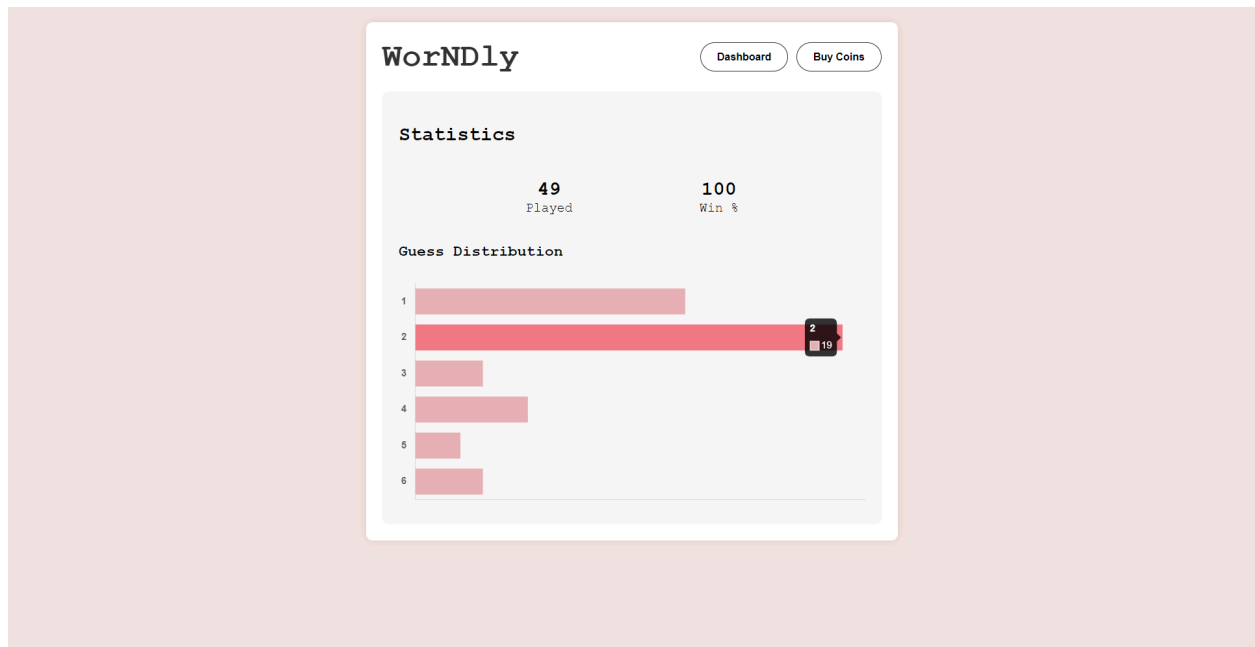 WorNDly
Dashboard
Buy Coins
Statistics
49
100
Played
Win %
Guess Distribution
1
2
2
19
3
4
5
6